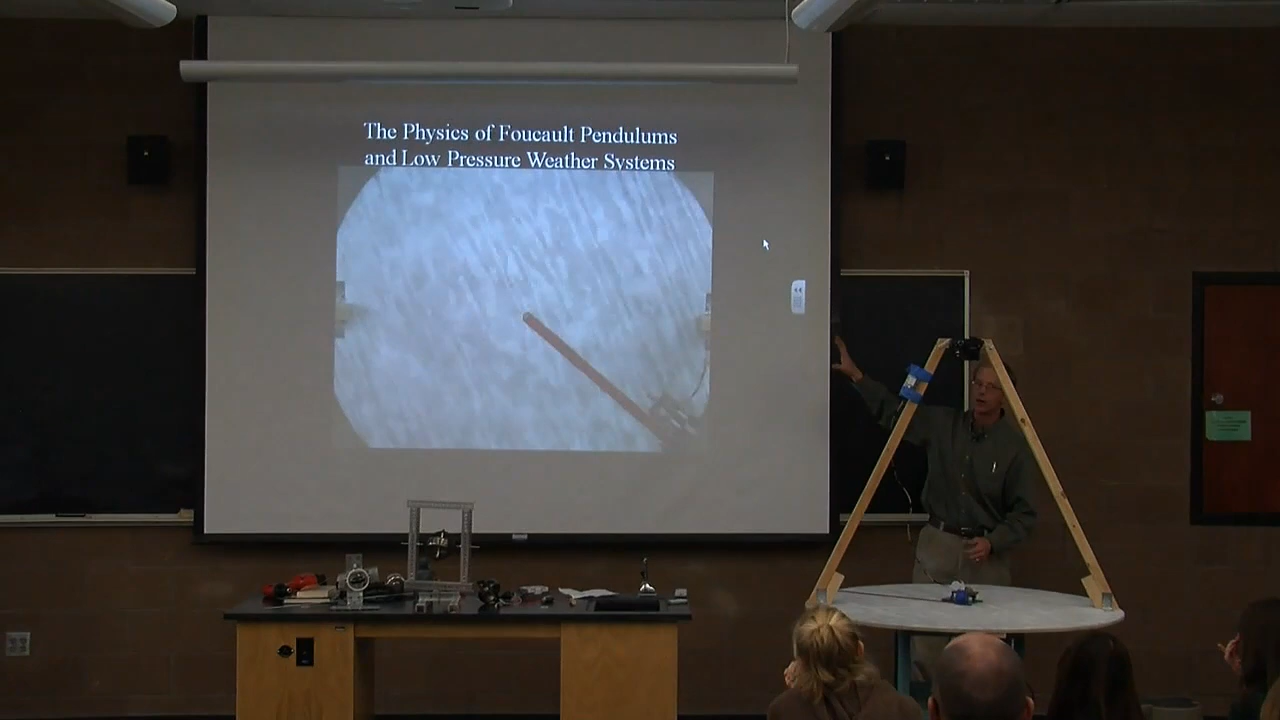 The Physics of Foucault Pendulums
and Low Pressure Weather Systems